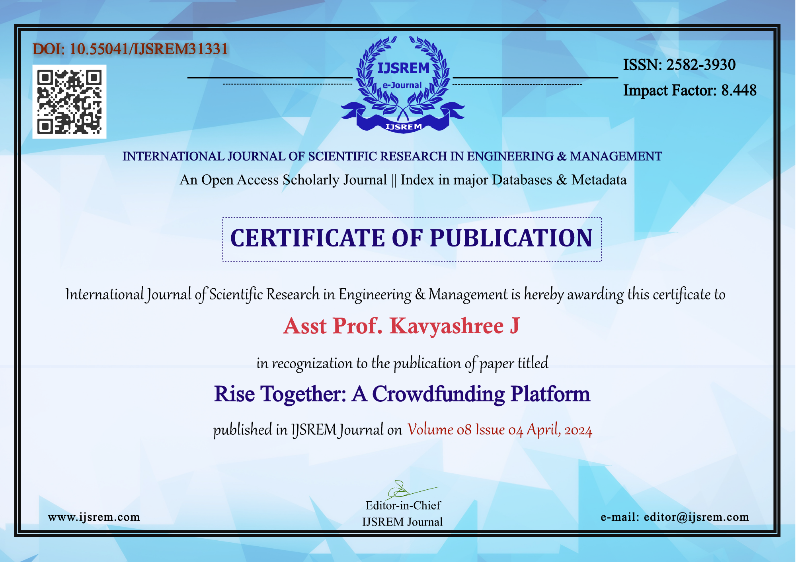 DOI: 10.55041/IJSREM31331
IJSREM
e-Journal
IJSREM
ISSN: 2582-3930
Impact Factor: 8.448
INTERNATIONAL JOURNAL OF SCIENTIFIC RESEARCH IN ENGINEERING & MANAGEMENT
An Open Access Scholarly Journal || Index in major Databases & Metadata
CERTIFICATE OF PUBLICATION
International Journal of Scientific Research in Engineering & Management is hereby awarding this certificate to
Asst Prof. Kavyashree J
in recognization to the publication of paper titled
Rise Together: A Crowdfunding Platform
published in IJSREM Journal on Volume 08 Issue 04 April, 2024
Editor-in-Chief
IJSREM Journal
www.ijsrem.com
e-mail: editor@ijsrem.com